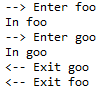 --> Enter foo
In foo
--> Enter goo
In goo
<-- Exit goo
<-- Exit foo